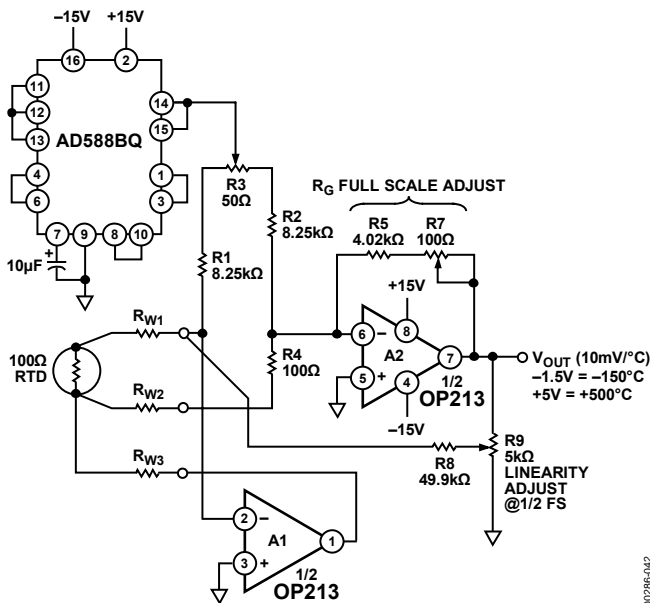 –15V
+15V
16
2
11
12
13
14
15
AD588BQ
4
6
1
3
7
9
8
10
10µF
+
R3
50Ω
R1
8.25kΩ
R2
8.25kΩ
RG FULL SCALE ADJUST
R5
4.02kΩ
R7
100Ω
+15V
6
–
8
A2
7
5
+
4
1/2
OP213
–15V
VOUT (10mV/°C)
–1.5V = –150°C
+5V = +500°C
R4
100Ω
100Ω
RTD
RW1
RW2
RW3
R8
49.9kΩ
R9
5kΩ
LINEARITY
ADJUST
@1/2 FS
2
–
A1
1
3
+
1/2
OP213
00286-042